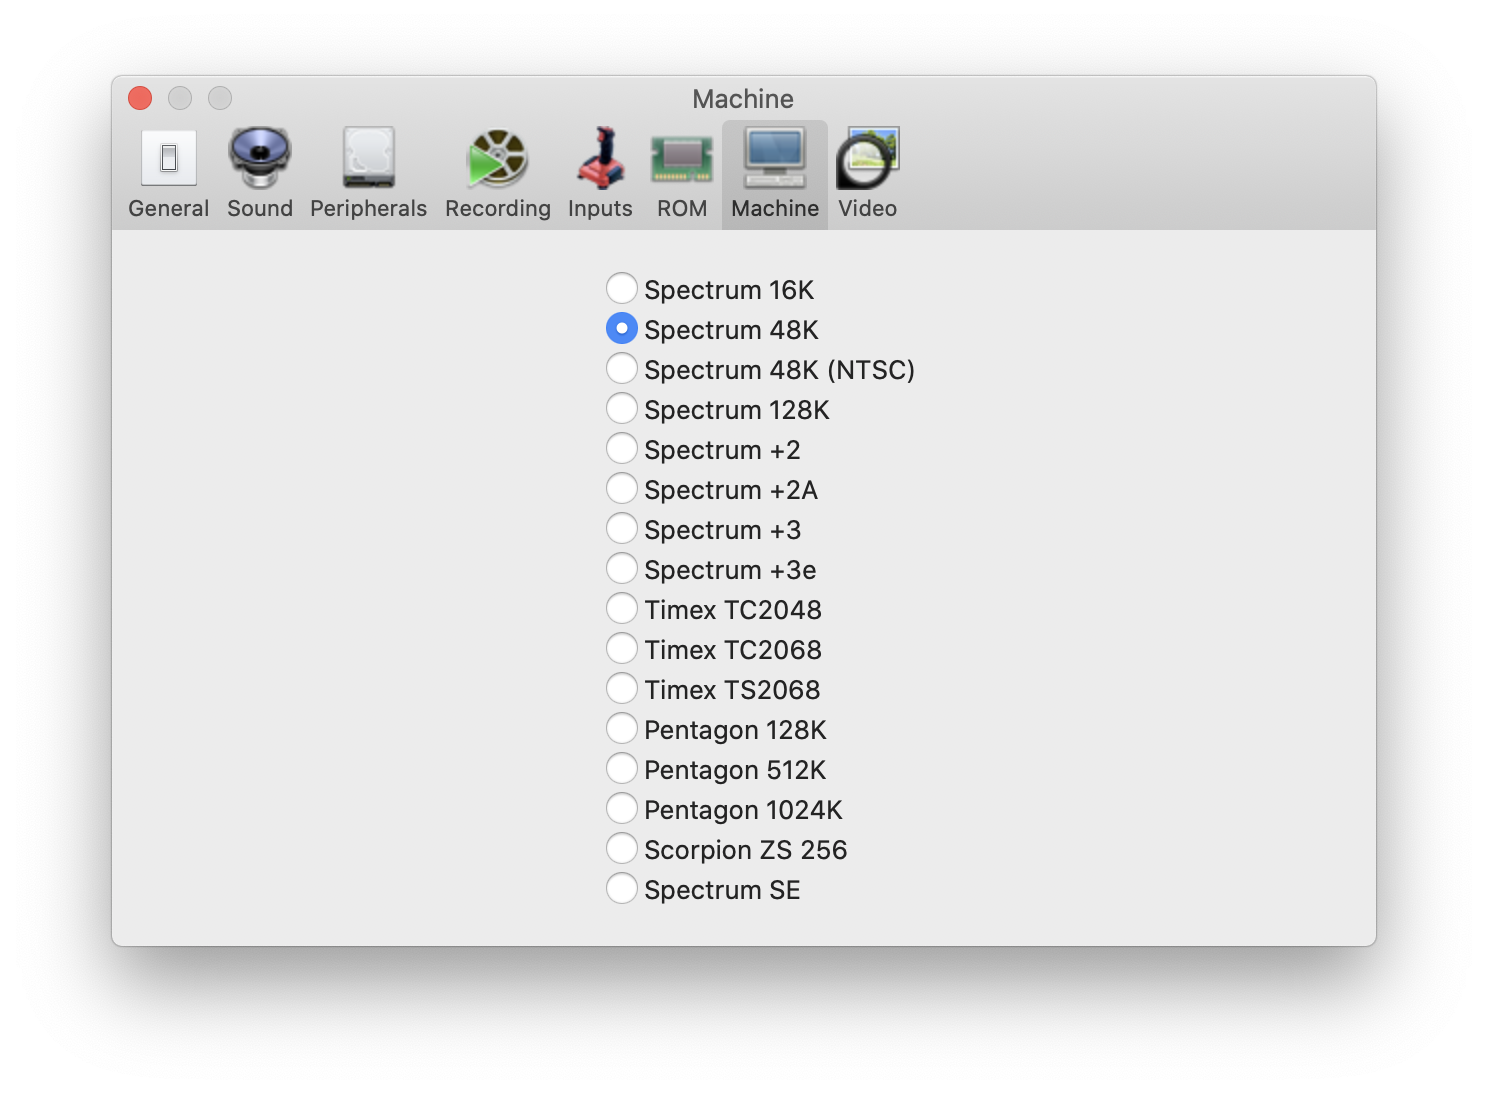 Machine
General Sound Peripherals Recording Inputs ROM Machine Video
Spectrum 16K
Spectrum 48K
Spectrum 48K (NTSC)
Spectrum 128K
Spectrum +2
Spectrum +2A
Spectrum +3
Spectrum +3e
Timex TC2048
Timex TC2068
Timex TS2068
Pentagon 128K
Pentagon 512K
Pentagon 1024K
Scorpion ZS 256
Spectrum SE